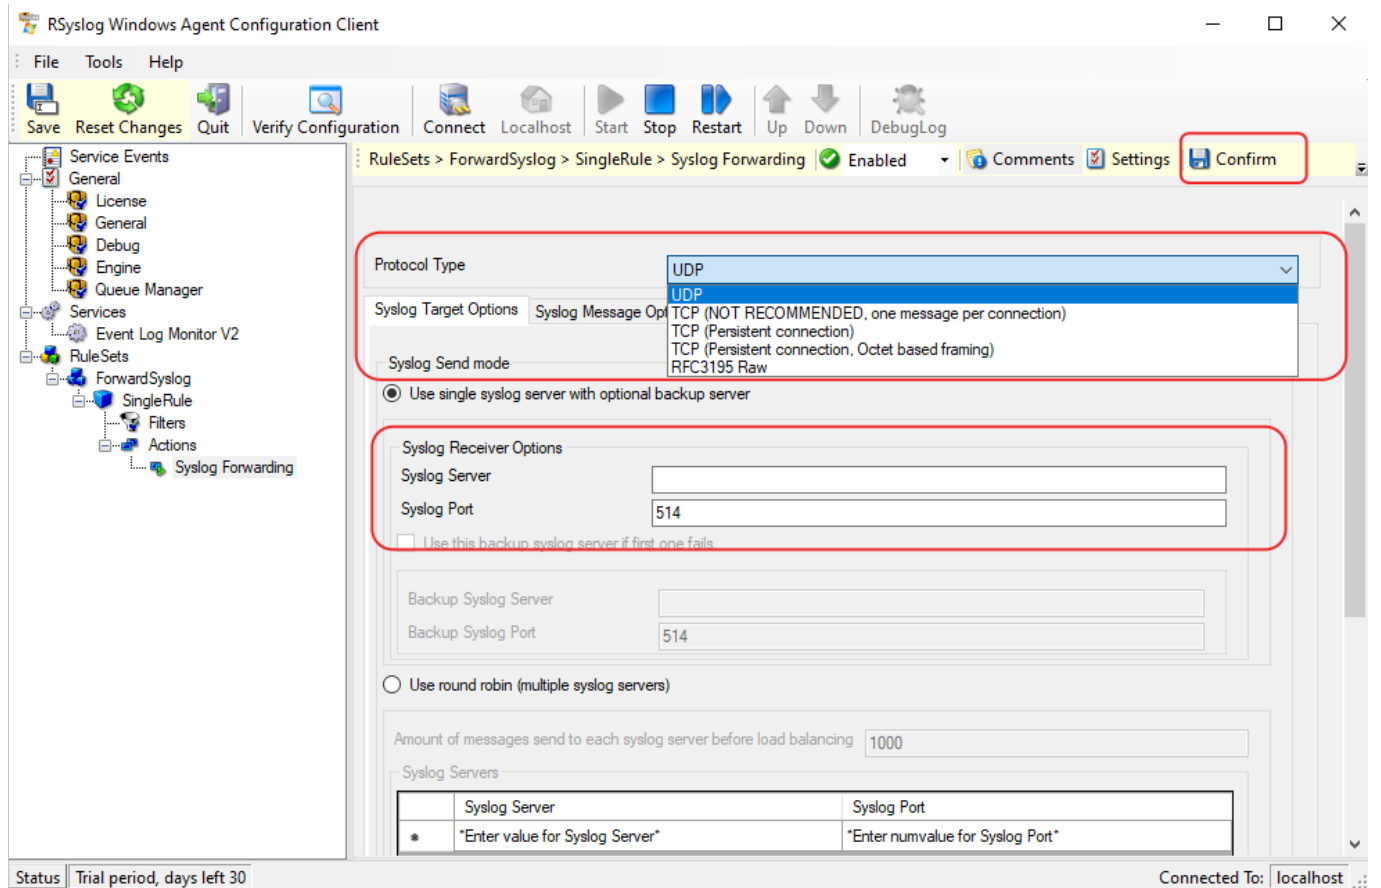 RSyslog Windows Agent Configuration Client
File Tools Help
Save Reset Changes Quit Verify Configuration Connect Localhost Start Stop Restart Up Down DebugLog
Service Events
General
License
General
Debug
Engine
Queue Manager
Services
Event Log Monitor V2
RuleSets
ForwardSyslog
SingleRule
Filters
Actions
Syslog Forwarding
RuleSets > ForwardSyslog > SingleRule > Syslog Forwarding Enabled Comments Settings Confirm
Protocol Type UDP
UDP
TCP (NOT RECOMMENDED, one message per connection)
TCP (Persistent connection)
TCP (Persistent connection, Octet based framing)
RFC3195 Raw
Syslog Target Options Syslog Message Opt
Syslog Send mode
Use single syslog server with optional backup server
Syslog Receiver Options
Syslog Server
Syslog Port 514
Use this backup syslog server if first one fails
Backup Syslog Server
Backup Syslog Port 514
Use round robin (multiple syslog servers)
Amount of messages send to each syslog server before load balancing 1000
Syslog Servers
Syslog Server Syslog Port
*Enter value for Syslog Server* *Enter numvalue for Syslog Port*
Status Trial period, days left 30 Connected To: localhost